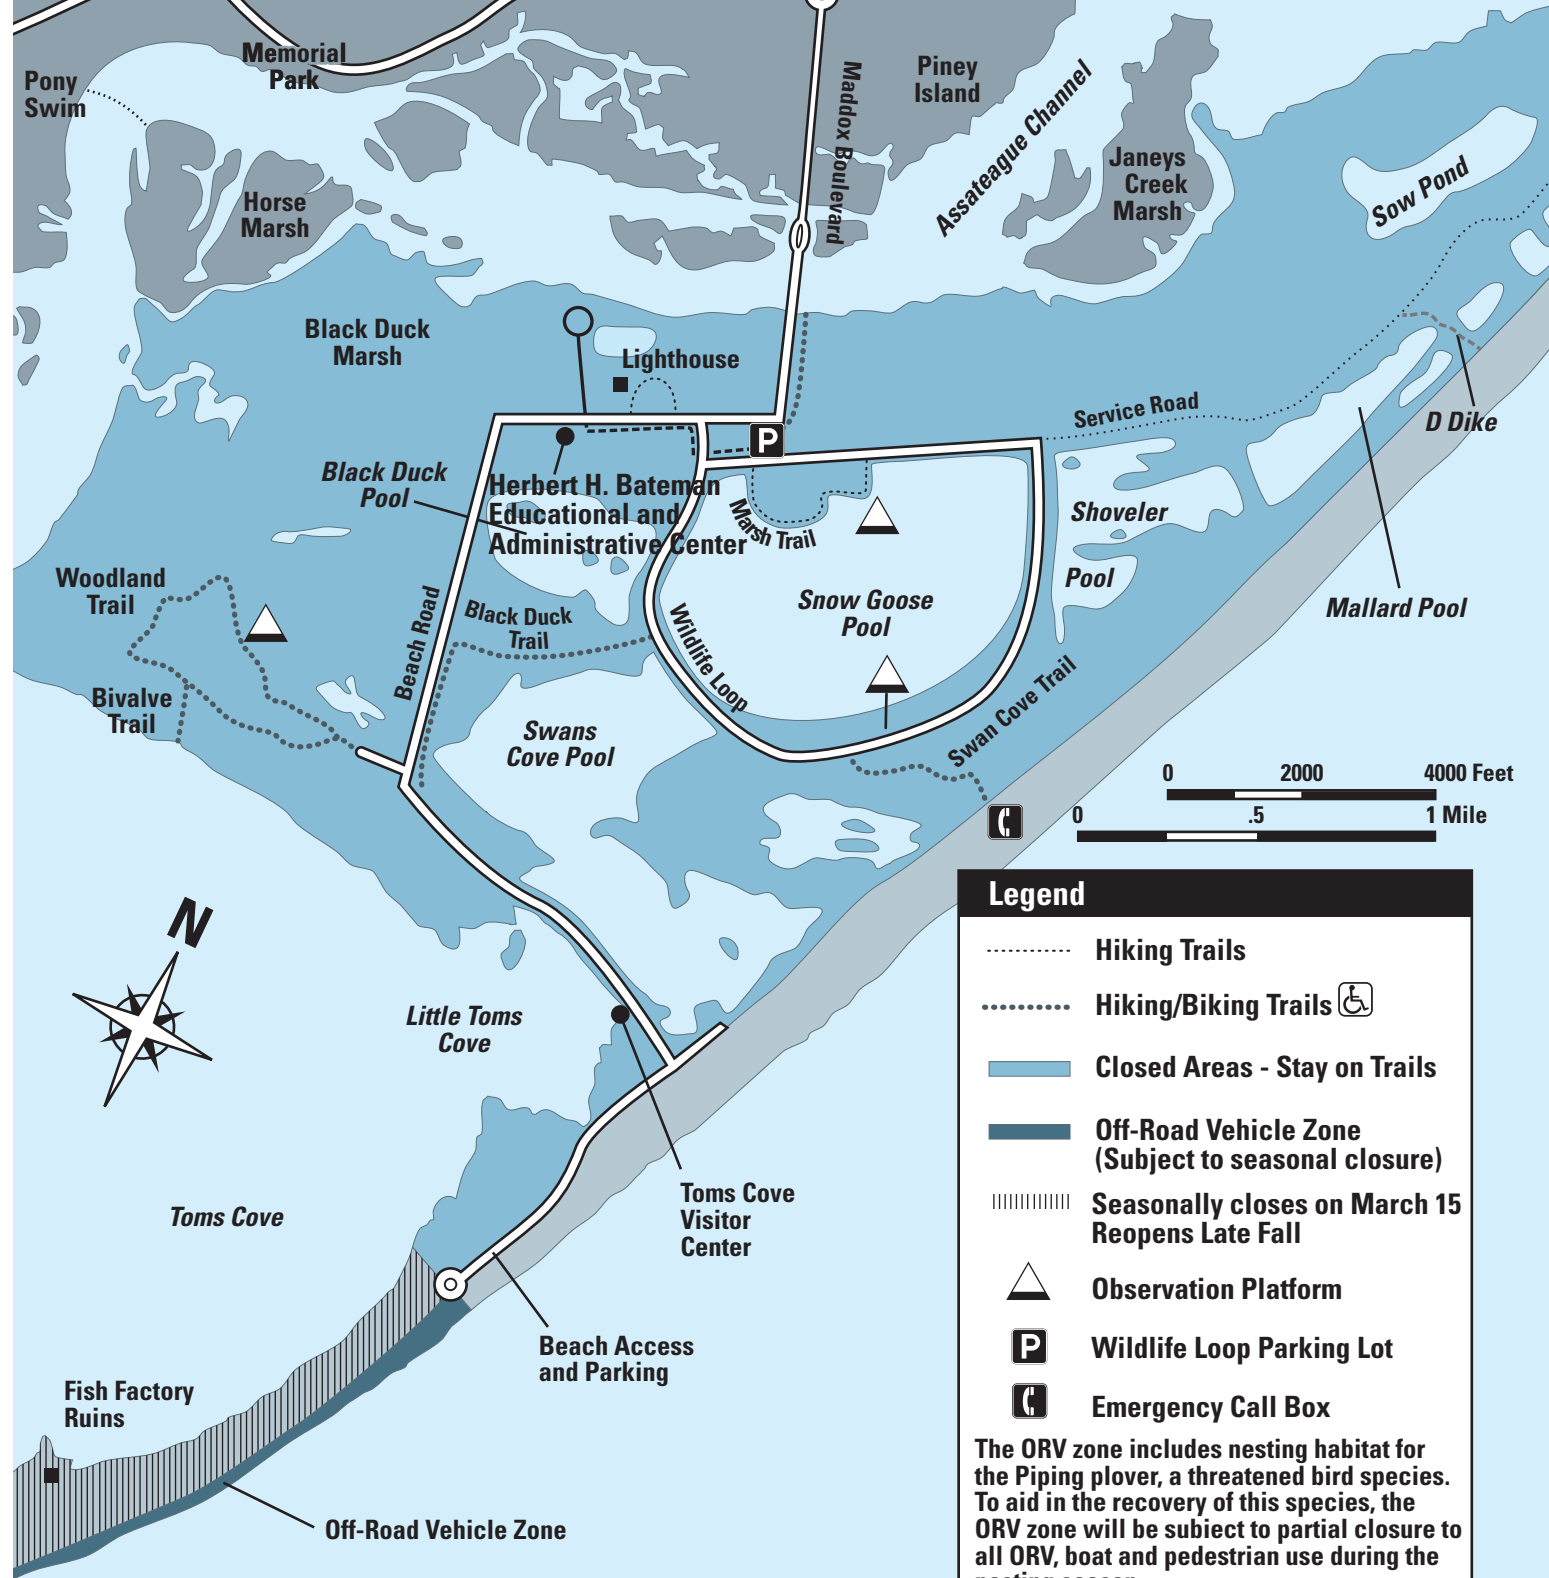 Memorial
Park
Pony
Swim
Piney
Island
Maddox Boulevard
Assateague Channel
Janeys
Creek
Marsh
Sow Pond
Horse
Marsh
Black Duck
Marsh
Lighthouse
Service Road
D Dike
Black Duck
Pool
Herbert H. Bateman
Educational and
Administrative Center
P
Marsh Trail
Shoveler
Pool
Mallard Pool
Woodland
Trail
Beach Road
Black Duck
Trail
Wildlife Loop
Snow Goose
Pool
Bivalve
Trail
Swans
Cove Pool
Swan Cove Trail
0 2000 4000 Feet
0 .5 1 Mile
N
Little Toms
Cove
Toms Cove
Toms Cove
Visitor
Center
Beach Access
and Parking
Fish Factory
Ruins
Off-Road Vehicle Zone
Legend
Hiking Trails
Hiking/Biking Trails
Closed Areas - Stay on Trails
Off-Road Vehicle Zone
(Subject to seasonal closure)
Seasonally closes on March 15
Reopens Late Fall
Observation Platform
P Wildlife Loop Parking Lot
Emergency Call Box
The ORV zone includes nesting habitat for
the Piping plover, a threatened bird species.
To aid in the recovery of this species, the
ORV zone will be subject to partial closure to
all ORV, boat and pedestrian use during the